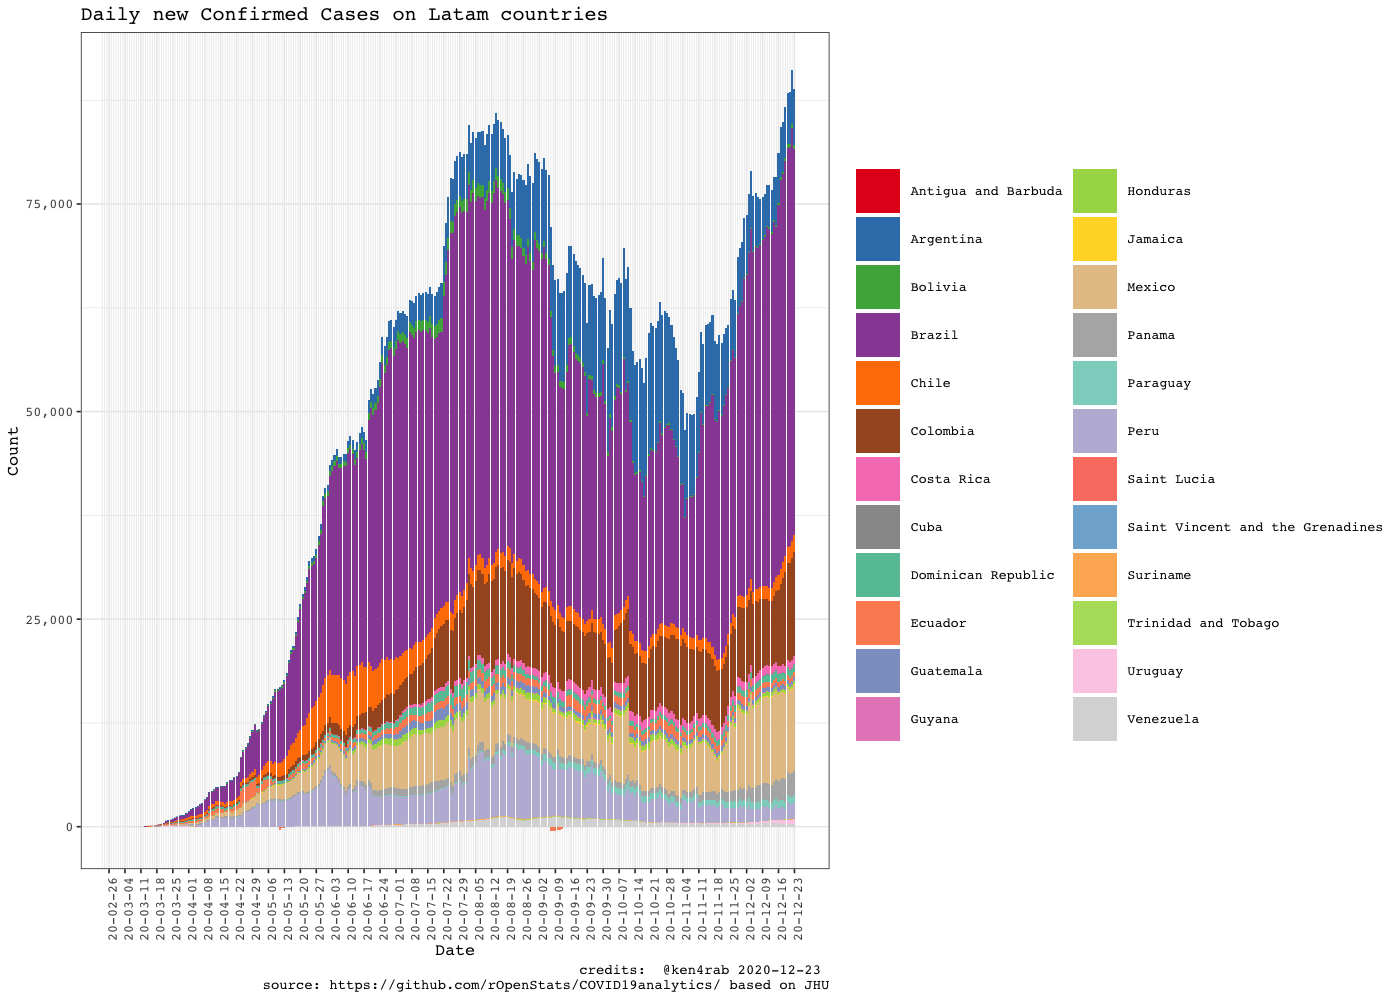 Daily new Confirmed Cases on Latam countries
Count
75,000
50,000
25,000
0
20-02-26
20-03-04
20-03-11
20-03-18
20-03-25
20-04-01
20-04-08
20-04-15
20-04-22
20-04-29
20-05-06
20-05-13
20-05-20
20-05-27
20-06-03
20-06-10
20-06-17
20-06-24
20-07-01
20-07-08
20-07-15
20-07-22
20-07-29
20-08-05
20-08-12
20-08-19
20-08-26
20-09-02
20-09-09
20-09-16
20-09-23
20-09-30
20-10-07
20-10-14
20-10-21
20-10-28
20-11-04
20-11-11
20-11-18
20-11-25
20-12-02
20-12-09
20-12-16
20-12-23
Date
Antigua and Barbuda
Argentina
Bolivia
Brazil
Chile
Colombia
Costa Rica
Cuba
Dominican Republic
Ecuador
Guatemala
Guyana
Honduras
Jamaica
Mexico
Panama
Paraguay
Peru
Saint Lucia
Saint Vincent and the Grenadines
Suriname
Trinidad and Tobago
Uruguay
Venezuela
credits:  @ken4rab 2020-12-23
source: https://github.com/rOpenStats/COVID19analytics/ based on JHU